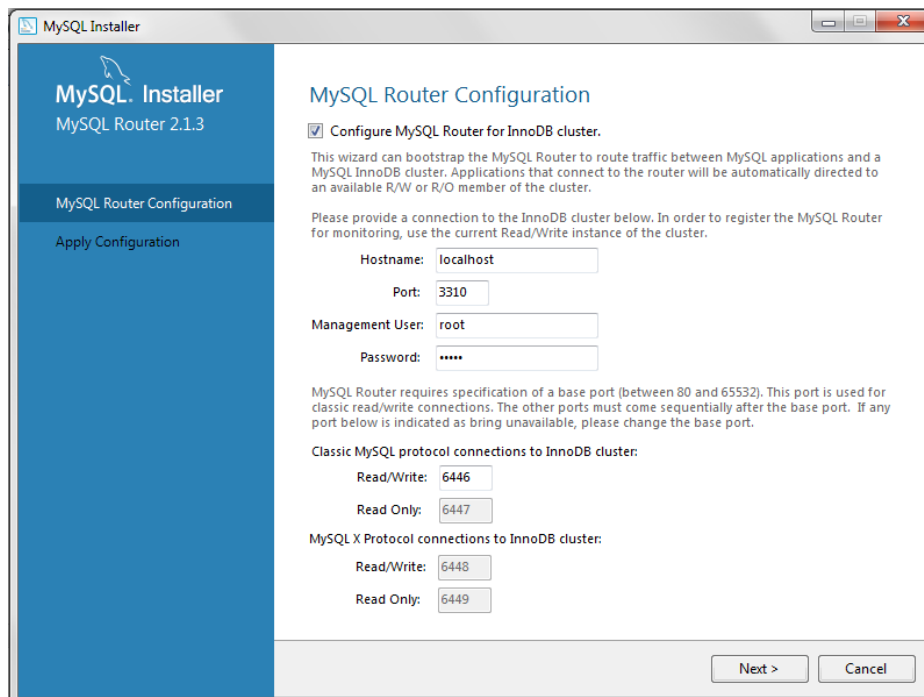 MySQL Installer
MySQL. Installer
MySQL Router 2.1.3
MySQL Router Configuration
Apply Configuration
MySQL Router Configuration
Configure MySQL Router for InnoDB cluster.
This wizard can bootstrap the MySQL Router to route traffic between MySQL applications and a
MySQL InnoDB cluster. Applications that connect to the router will be automatically directed to
an available R/W or R/O member of the cluster.
Please provide a connection to the InnoDB cluster below. In order to register the MySQL Router
for monitoring, use the current Read/Write instance of the cluster.
Hostname: localhost
Port: 3310
Management User: root
Password: •••••
MySQL Router requires specification of a base port (between 80 and 65532). This port is used for
classic read/write connections. The other ports must come sequentially after the base port.  If any
port below is indicated as bring unavailable, please change the base port.
Classic MySQL protocol connections to InnoDB cluster:
Read/Write: 6446
Read Only: 6447
MySQL X Protocol connections to InnoDB cluster:
Read/Write: 6448
Read Only: 6449
Next > Cancel